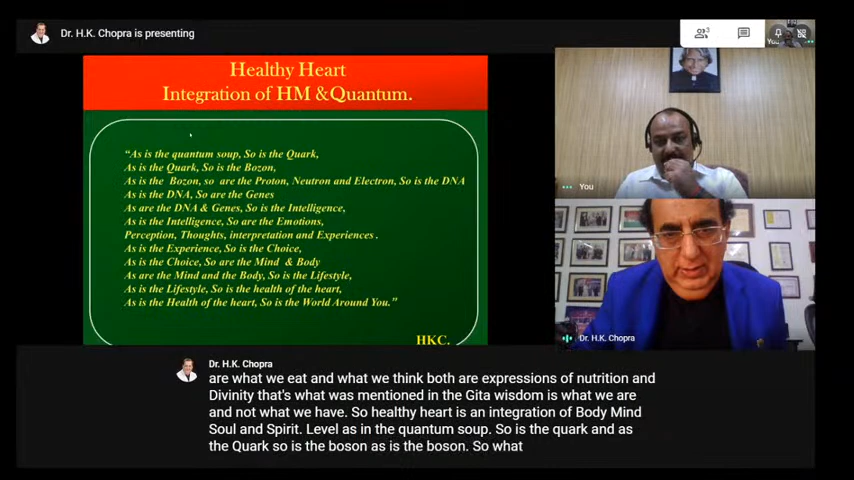 Dr. H.K. Chopra is presenting
3
Healthy Heart
Integration of HM &Quantum.
"As is the quantum soup, So is the Quark,
As is the Quark, So is the Bozon,
As is the Bozon, so are the Proton, Neutron and Electron, So is the DNA
As is the DNA, So are the Genes
As are the DNA & Genes, So is the Intelligence,
As is the Intelligence, So are the Emotions,
Perception, Thoughts, interpretation and Experiences.
As is the Experience, So is the Choice,
As is the Choice, So are the Mind & Body
As are the Mind and the Body, So is the Lifestyle,
As is the Lifestyle, So is the health of the heart,
As is the Health of the heart, So is the World Around You."
HKC.
You
You
Dr. H.K. Chopra
Dr. H.K. Chopra
are what we eat and what we think both are expressions of nutrition and
Divinity that's what was mentioned in the Gita wisdom is what we are
and not what we have. So healthy heart is an integration of Body Mind
Soul and Spirit. Level as in the quantum soup. So is the quark and as
the Quark so is the boson as is the boson. So what